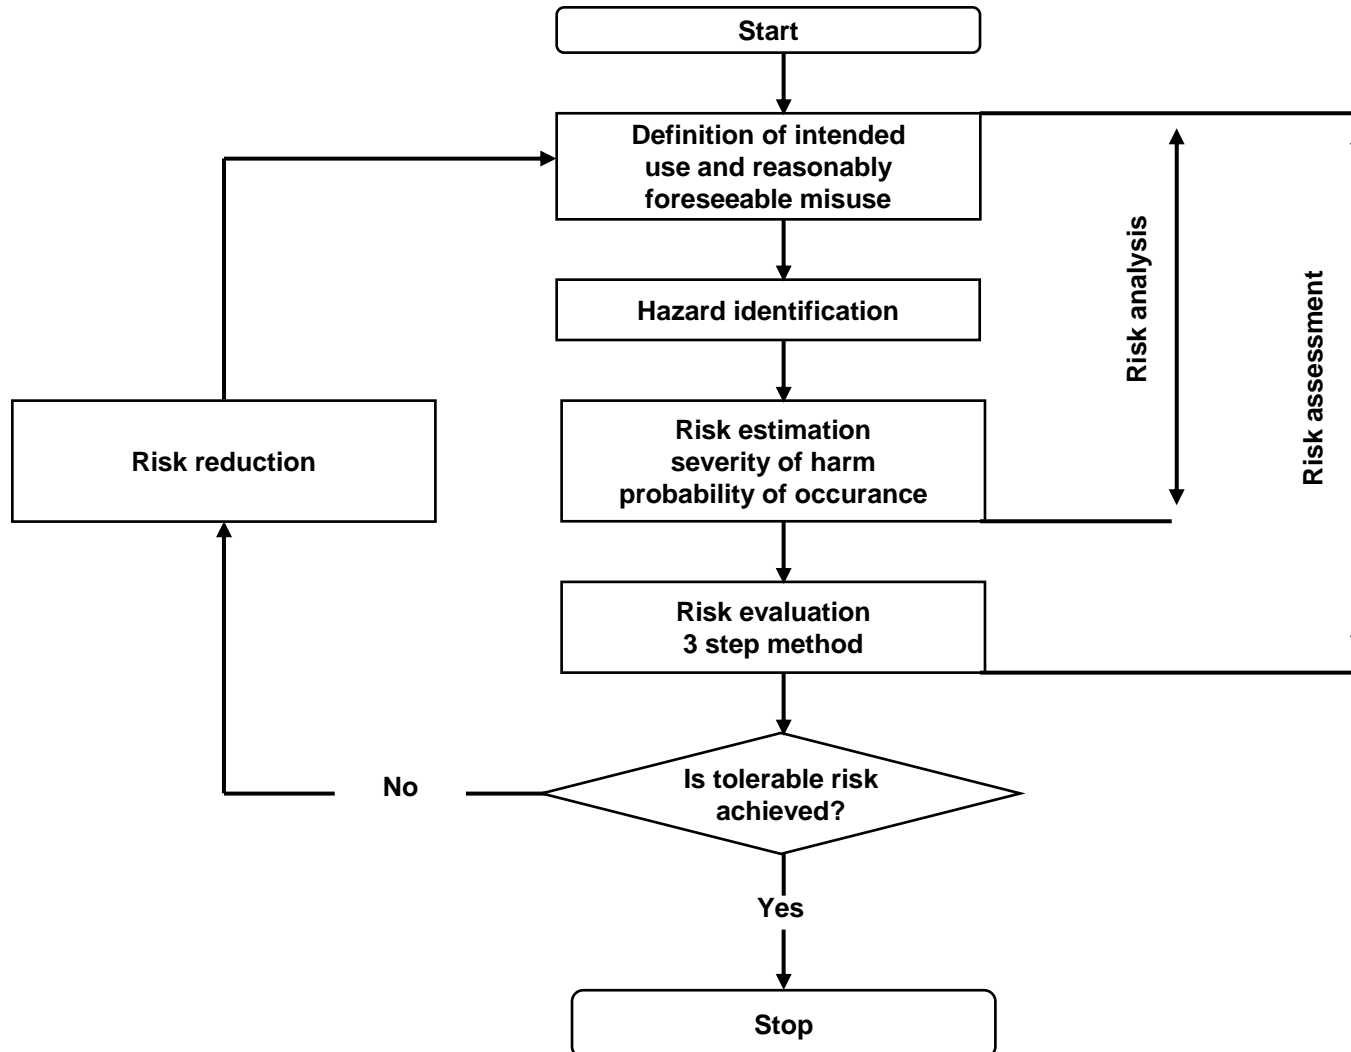 Start
Definition of intended
use and reasonably
foreseeable misuse
Hazard identification
Risk analysis
Risk assessment
Risk reduction
Risk estimation
severity of harm
probability of occurance
Risk evaluation
3 step method
No
Is tolerable risk
achieved?
Yes
Stop